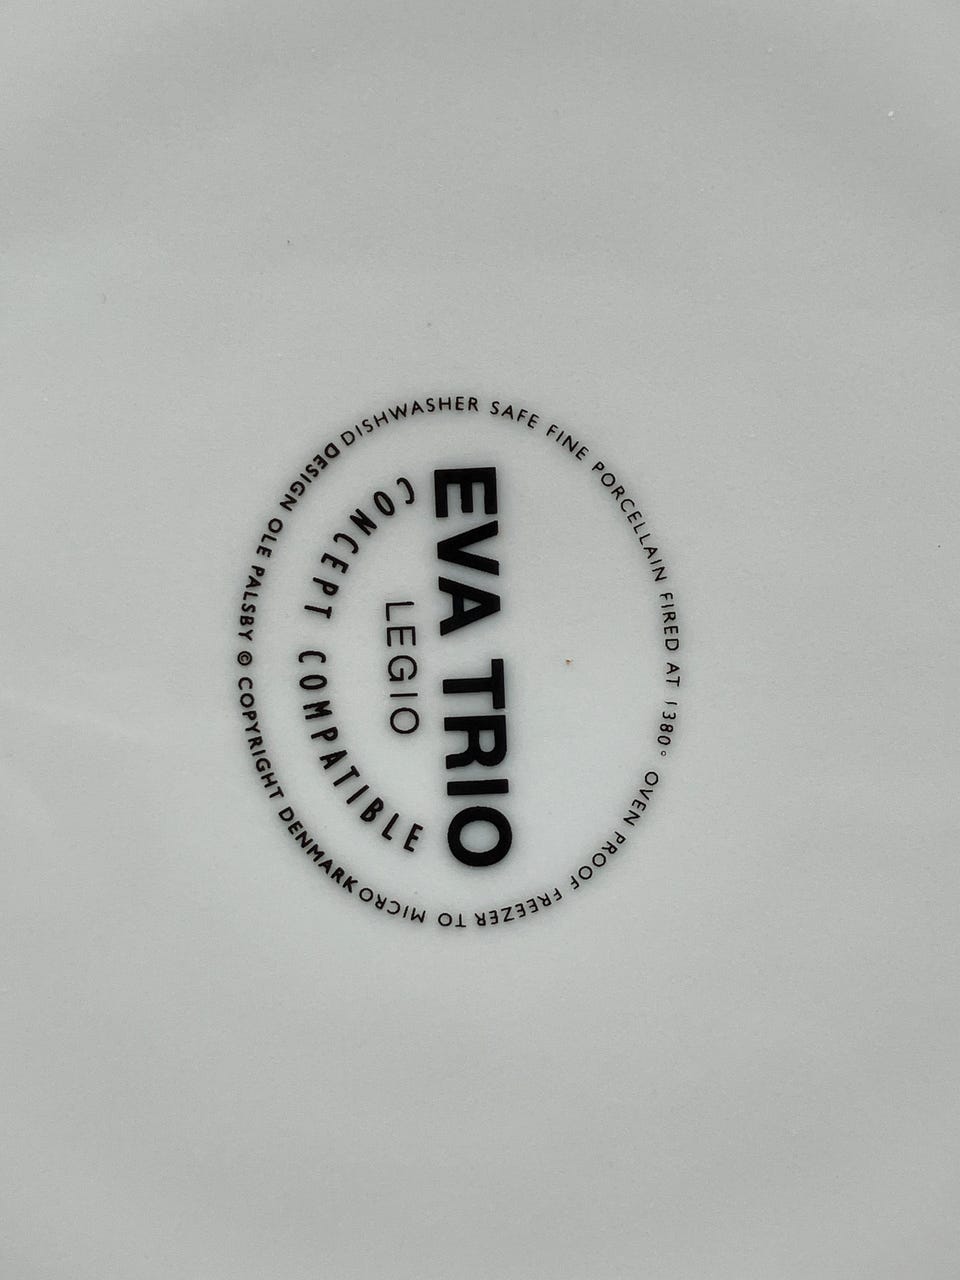 DISHWASHER SAFE FINE PORCELLAIN FIRED AT 1380° OVEN PROOF FREEZER TO MICRO
EVA TRIO
LEGIO
CONCEPT COMPATIBLE
DESIGN OLE PALSBY © COPYRIGHT DENMARK